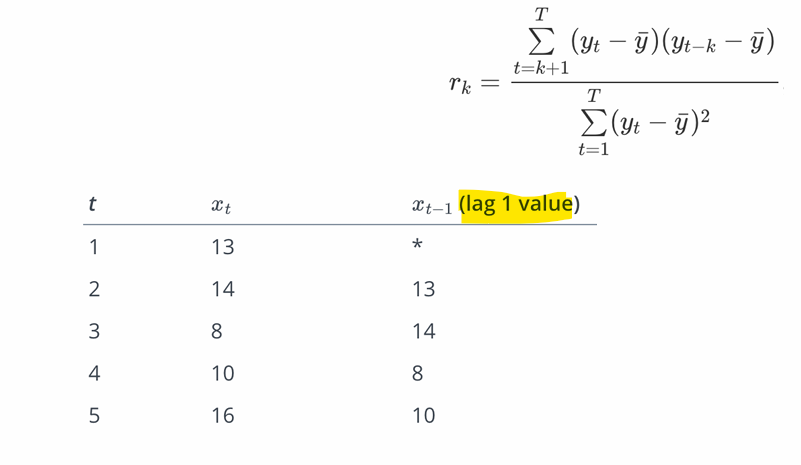 r_k = \frac{\sum_{t=k+1}^{T} (y_t - \bar{y})(y_{t-k} - \bar{y})}{\sum_{t=1}^{T} (y_t - \bar{y})^2}
t x_t x_{t-1} (lag 1 value)
1 13 *
2 14 13
3 8 14
4 10 8
5 16 10